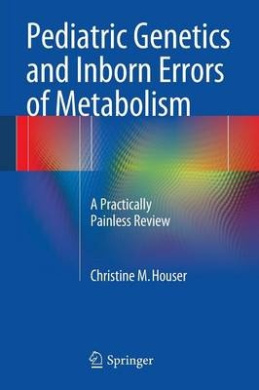 Pediatric Genetics
and Inborn Errors
of Metabolism
A Practically
Painless Review
Christine M. Houser
Springer